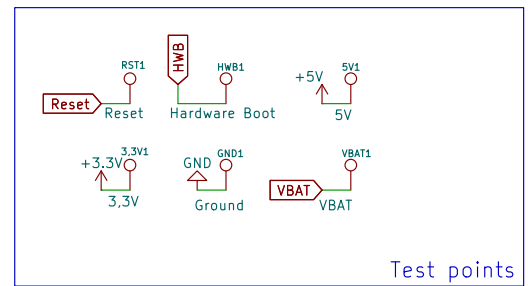 RST1
HWB
HWB1
5V1
+5V
Reset
Reset
Hardware Boot
5V
3,3V1
+3.3V
GND
GND1
VBAT1
VBAT
3,3V
Ground
VBAT
Test points